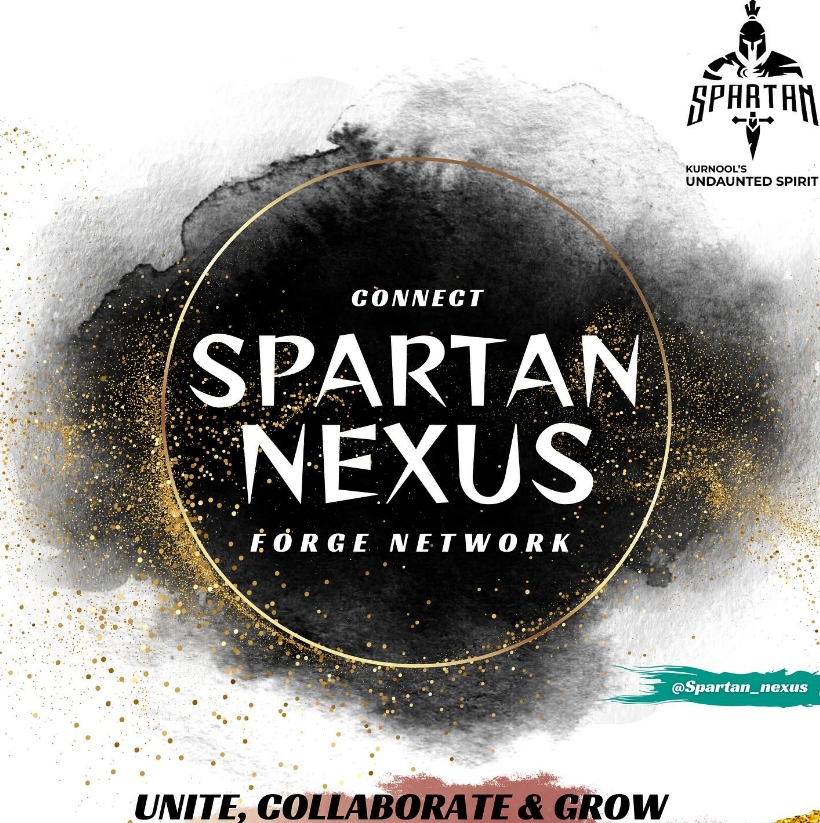 SPARTAN
KURNOOL'S
UNDAUNTED SPIRIT
CONNECT
SPARTAN
NEXUS
FORGE NETWORK
@Spartan_nexus
UNITE, COLLABORATE & GROW